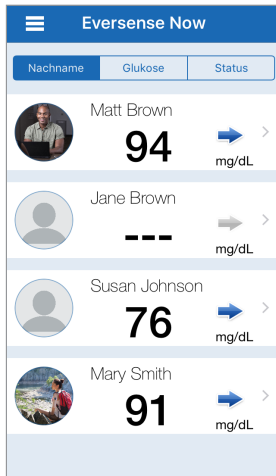 Eversense Now
Nachname Glukose Status
Matt Brown
94
mg/dL
Jane Brown
---
mg/dL
Susan Johnson
76
mg/dL
Mary Smith
91
mg/dL